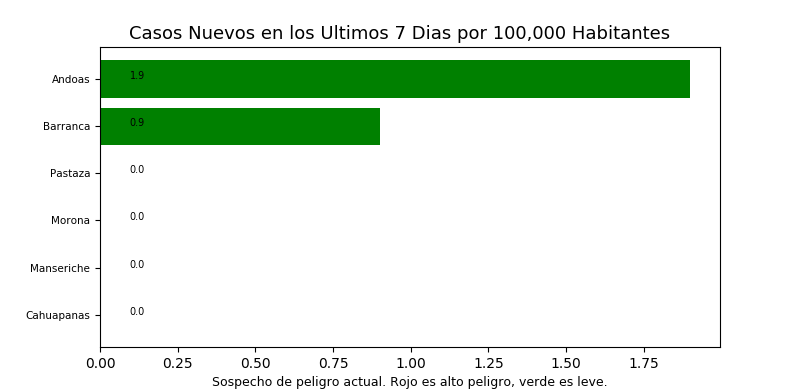 Casos Nuevos en los Ultimos 7 Dias por 100,000 Habitantes
Andoas 1.9
Barranca 0.9
Pastaza 0.0
Morona 0.0
Manseriche 0.0
Cahuapanas 0.0
0.00 0.25 0.50 0.75 1.00 1.25 1.50 1.75
Sospecho de peligro actual. Rojo es alto peligro, verde es leve.